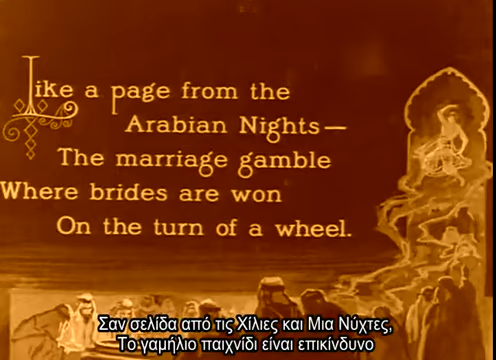 Like a page from the
Arabian Nights—
The marriage gamble
Where brides are won
On the turn of a wheel.
Σαν σελίδα από τις Χίλιες και Μια Νύχτες,
Το γαμήλιο παιχνίδι είναι επικίνδυνο